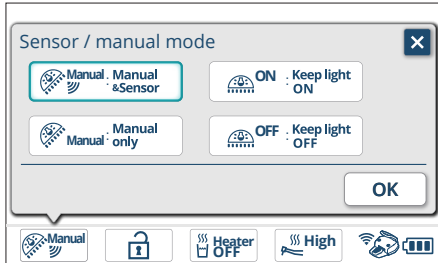 Sensor / manual mode
Manual : Manual &Sensor
ON : Keep light ON
Manual : Manual only
OFF : Keep light OFF
OK
Manual
Heater OFF
High